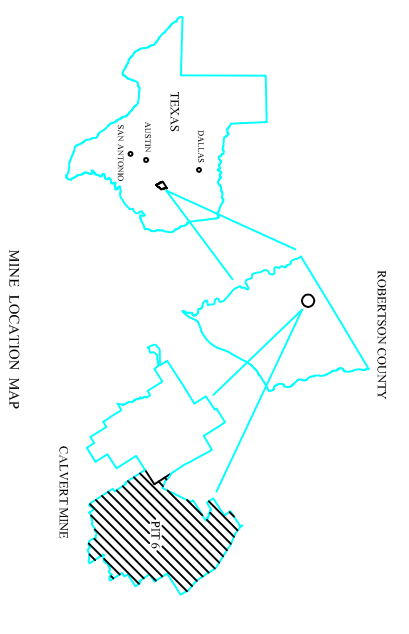 ROBERTSON COUNTY
TEXAS
DALLAS
AUSTIN
SAN ANTONIO
PIT 6
CALVERT MINE
MINE LOCATION MAP